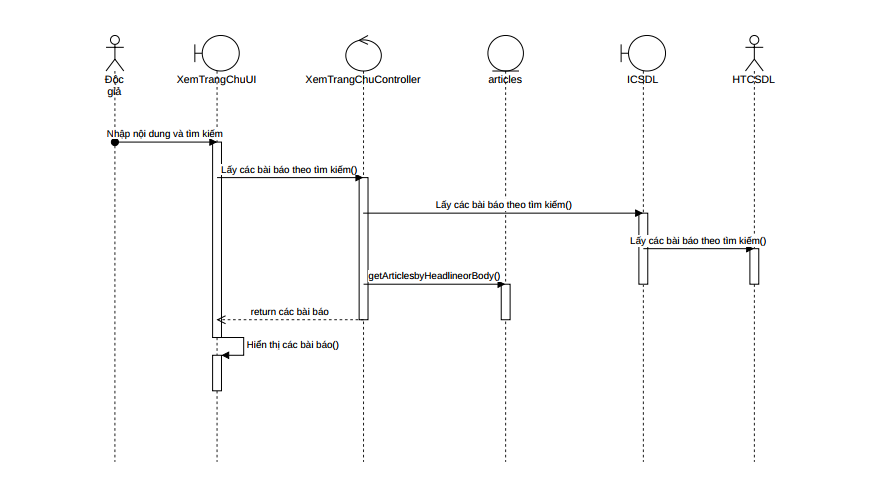 Độc
giả
XemTrangChuUI
XemTrangChuController
articles
ICSDL
HTCSDL
Nhập nội dung và tìm kiếm
Lấy các bài báo theo tìm kiếm()
Lấy các bài báo theo tìm kiếm()
Lấy các bài báo theo tìm kiếm()
getArticlesbyHeadlineorBody()
return các bài báo
Hiển thị các bài báo()